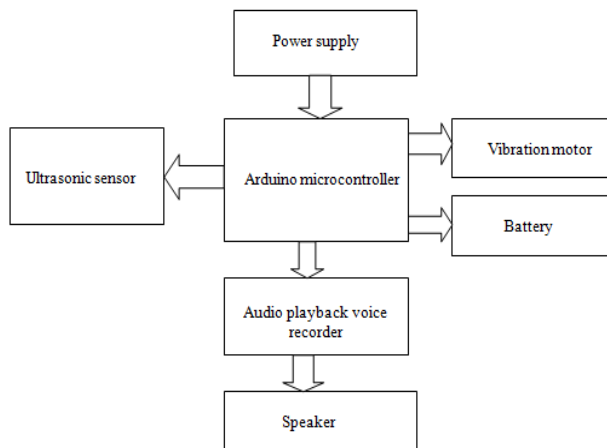 Power supply
Ultrasonic sensor
Arduino microcontroller
Vibration motor
Battery
Audio playback voice
recorder
Speaker